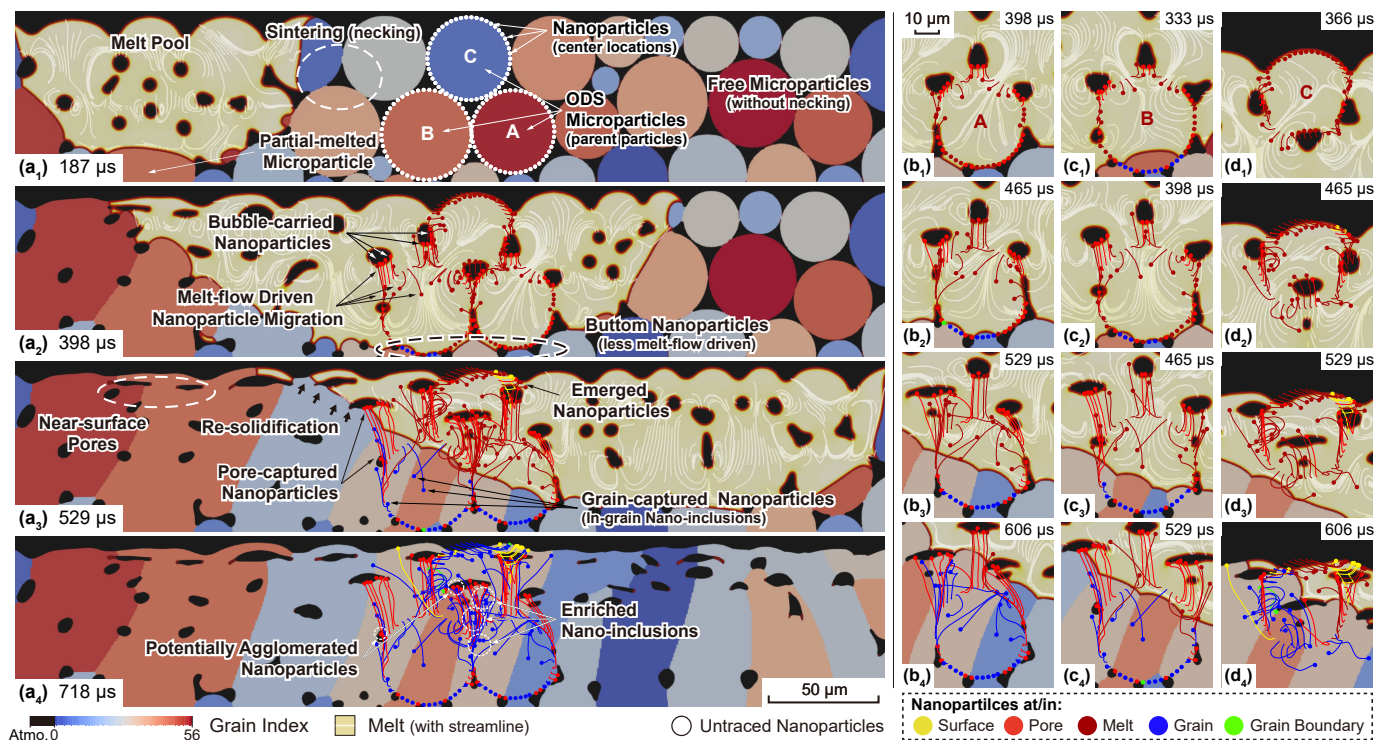 Melt Pool
Sintering (necking)
Nanoparticles
(center locations)
C
Free Microparticles
(without necking)
ODS
Microparticles
(parent particles)
B
A
Partial-melted
Microparticle
(a1) 187 μs
Bubble-carried
Nanoparticles
Melt-flow Driven
Nanoparticle Migration
Buttom Nanoparticles
(less melt-flow driven)
(a2) 398 μs
Near-surface
Pores
Re-solidification
Emerged
Nanoparticles
Pore-captured
Nanoparticles
Grain-captured Nanoparticles
(In-grain Nano-inclusions)
(a3) 529 μs
Enriched
Nano-inclusions
Potentially Agglomerated
Nanoparticles
(a4) 718 μs
50 μm
Atmo. 0
56
Grain Index
Melt (with streamline)
Untraced Nanoparticles
10 μm
398 μs
333 μs
366 μs
A
B
C
(b1)
(c1)
(d1)
465 μs
398 μs
465 μs
(b2)
(c2)
(d2)
529 μs
465 μs
529 μs
(b3)
(c3)
(d3)
606 μs
529 μs
606 μs
(b4)
(c4)
(d4)
Nanopartilces at/in:
Surface
Pore
Melt
Grain
Grain Boundary